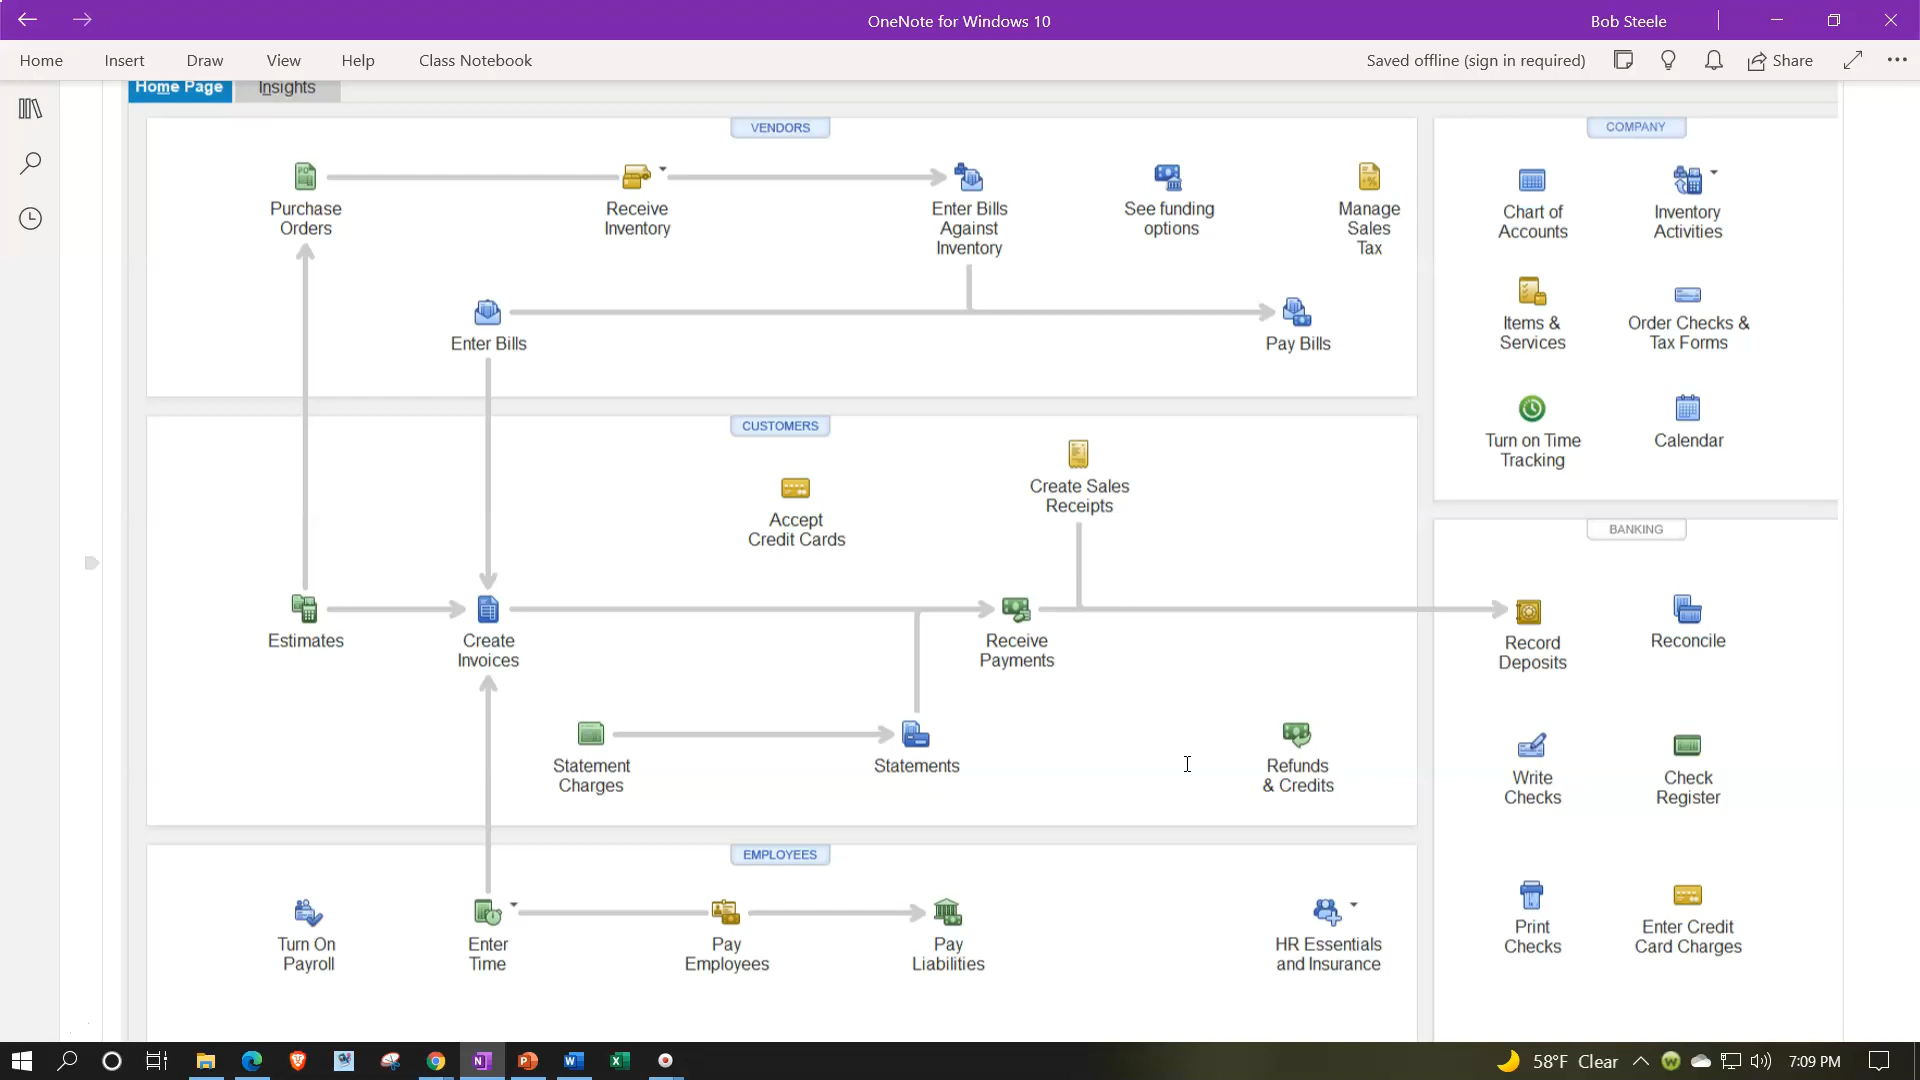 OneNote for Windows 10
Bob Steele
Home
Insert
Draw
View
Help
Class Notebook
Saved offline (sign in required)
Share
Home Page
Insights
VENDORS
Purchase
Orders
Receive
Inventory
Enter Bills
Against
Inventory
See funding
options
Manage
Sales
Tax
Enter Bills
Pay Bills
CUSTOMERS
Create Sales
Receipts
Accept
Credit Cards
Estimates
Create
Invoices
Receive
Payments
Statement
Charges
Statements
Refunds
& Credits
EMPLOYEES
Turn On
Payroll
Enter
Time
Pay
Employees
Pay
Liabilities
HR Essentials
and Insurance
COMPANY
Chart of
Accounts
Inventory
Activities
Items &
Services
Order Checks &
Tax Forms
Turn on Time
Tracking
Calendar
BANKING
Record
Deposits
Reconcile
Write
Checks
Check
Register
Print
Checks
Enter Credit
Card Charges
58°F Clear
7:09 PM